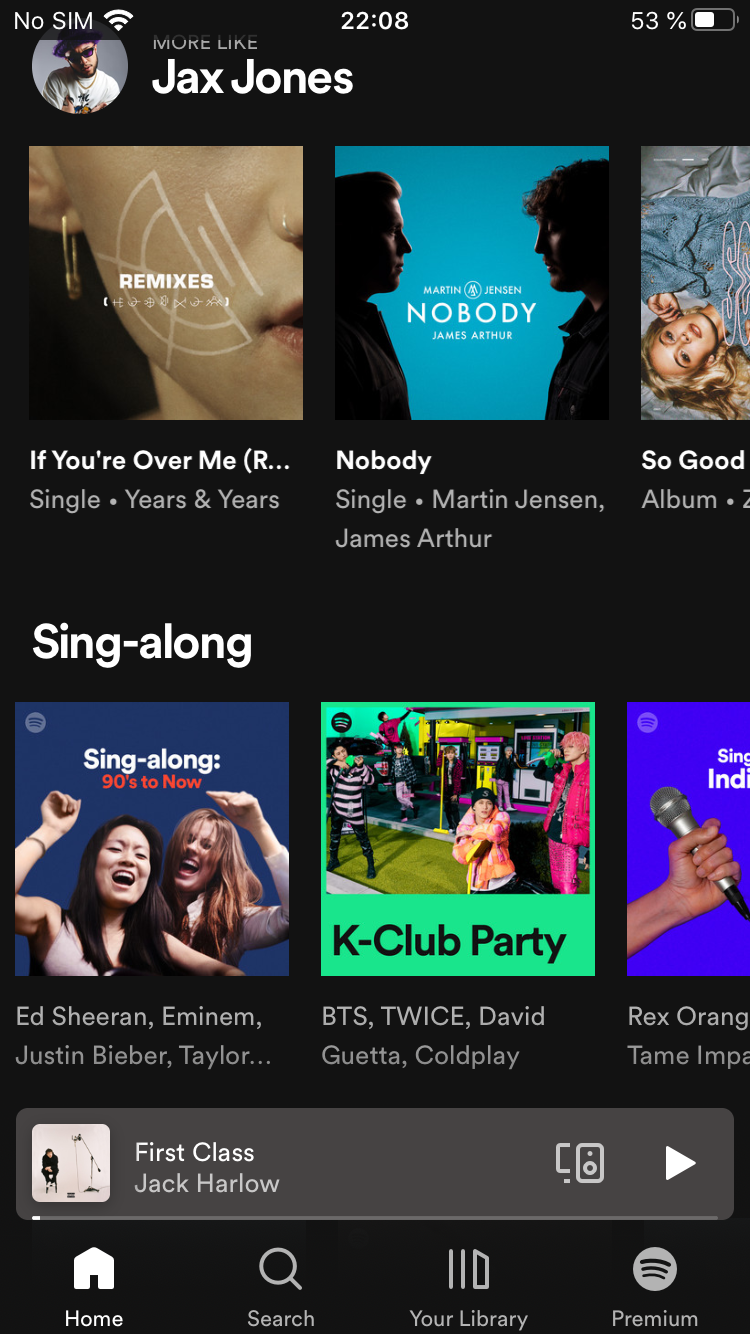 No SIM 22:08 53 %
MORE LIKE
Jax Jones
REMIXES
MARTIN JENSEN
NOBODY
JAMES ARTHUR
If You're Over Me (R...
Single • Years & Years
Nobody
Single • Martin Jensen,
James Arthur
So Good
Album • Z
Sing-along
Sing-along:
90's to Now
K-Club Party
Sing
Indi
Ed Sheeran, Eminem,
Justin Bieber, Taylor...
BTS, TWICE, David
Guetta, Coldplay
Rex Orang
Tame Impa
First Class
Jack Harlow
Home
Search
Your Library
Premium